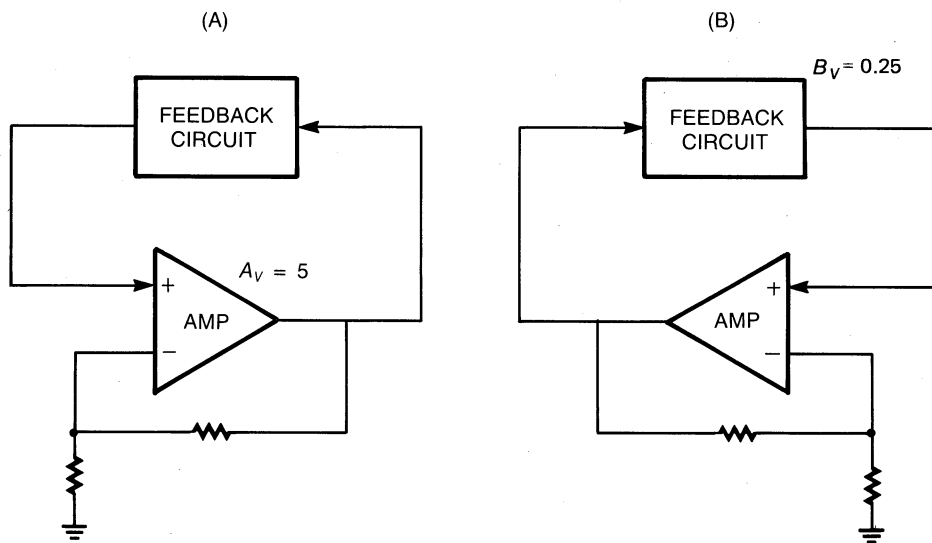 (A)
(B)
FEEDBACK
CIRCUIT
B_V = 0.25
FEEDBACK
CIRCUIT
A_V = 5
+
AMP
−
+
AMP
−